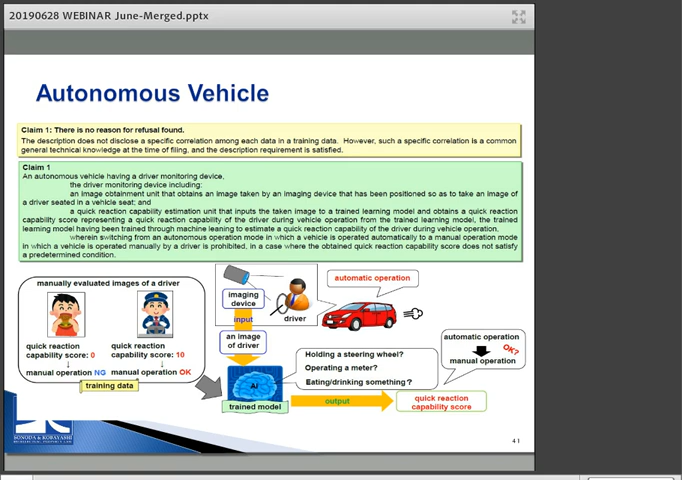 20190628 WEBINAR June-Merged.pptx
Autonomous Vehicle
Claim 1: There is no reason for refusal found.
The description does not disclose a specific correlation among each data in a training data. However, such a specific correlation is a common
general technical knowledge at the time of filing, and the description requirement is satisfied.
Claim 1
An autonomous vehicle having a driver monitoring device,
the driver monitoring device including:
an image obtainment unit that obtains an image taken by an imaging device that has been positioned so as to take an image of
a driver seated in a vehicle seat; and
a quick reaction capability estimation unit that inputs the taken image to a trained learning model and obtains a quick reaction
capability score representing a quick reaction capability of the driver during vehicle operation from the trained learning model, the trained
learning model having been trained through machine leaning to estimate a quick reaction capability of the driver during vehicle operation,
wherein switching from an autonomous operation mode in which a vehicle is operated automatically to a manual operation mode
in which a vehicle is operated manually by a driver is prohibited, in a case where the obtained quick reaction capability score does not satisfy
a predetermined condition.
manually evaluated images of a driver
quick reaction
capability score: 0
manual operation NG
quick reaction
capability score: 10
manual operation OK
training data
imaging
device
driver
input
an image
of driver
AI
trained model
automatic operation
Holding a steering wheel?
Operating a meter?
Eating/drinking something?
output
quick reaction
capability score
automatic operation
OK?
manual operation
SONODA & KOBAYASHI
INTELLECTUAL PROPERTY LAW
41